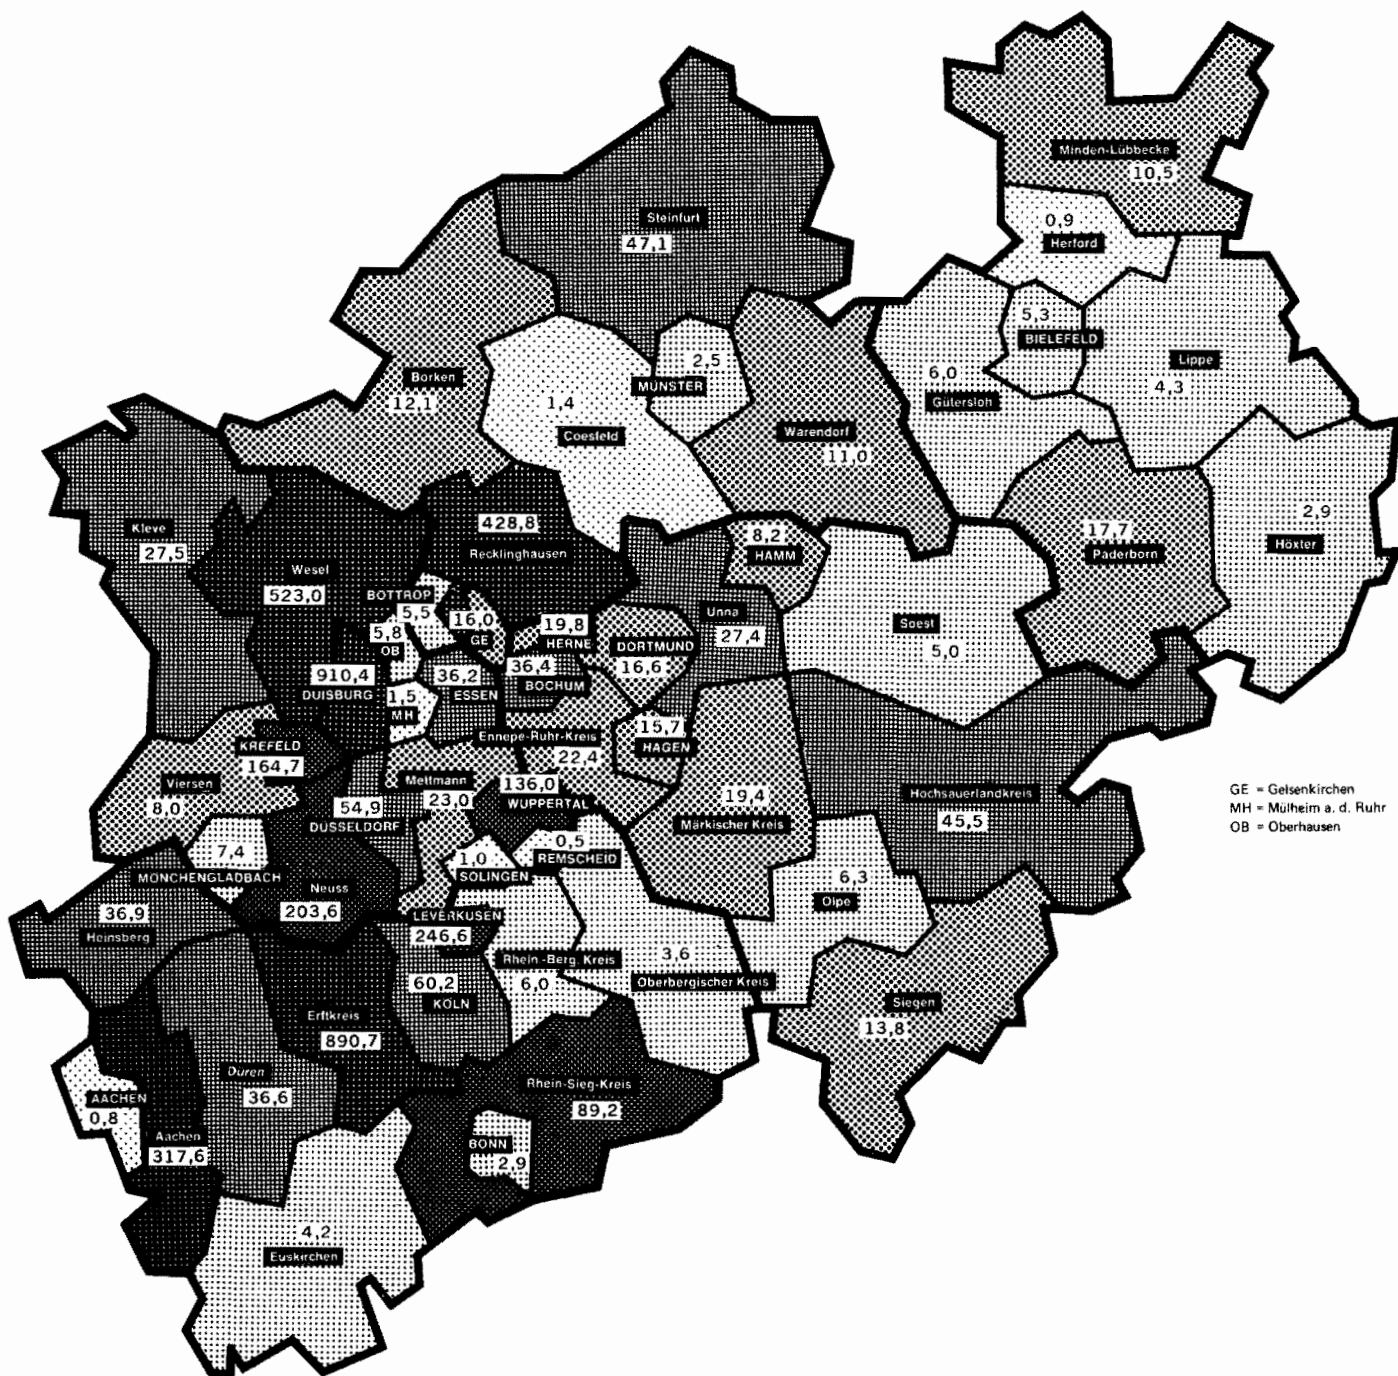 Minden-Lübbecke
10,5
Steinfurt
47,1
0,9
Herford
5,3
BIELEFELD
Lippe
4,3
6,0
Gütersloh
2,5
MÜNSTER
Borken
12,1
1,4
Coesfeld
Warendorf
11,0
2,9
Höxter
17,7
Paderborn
Kleve
27,5
428,8
Recklinghausen
8,2
HAMM
Wesel
523,0
BOTTROP
5,5
16,0
GE
19,8
HERNE
DORTMUND
16,6
Unna
27,4
Soest
5,0
5,8
OB
910,4
DUISBURG
36,2
ESSEN
36,4
BOCHUM
1,5
MH
15,7
HAGEN
Ennepe-Ruhr-Kreis
22,4
KREFELD
164,7
Viersen
8,0
Mettmann
23,0
136,0
WUPPERTAL
54,9
DÜSSELDORF
19,4
Märkischer Kreis
Hochsauerlandkreis
45,5
GE = Gelsenkirchen
MH = Mülheim a. d. Ruhr
OB = Oberhausen
7,4
MÖNCHENGLADBACH
1,0
SOLINGEN
0,5
REMSCHEID
Neuss
203,6
6,3
Olpe
36,9
Heinsberg
LEVERKUSEN
246,6
Rhein.-Berg. Kreis
6,0
3,6
Oberbergischer Kreis
60,2
KÖLN
Siegen
13,8
Erftkreis
890,7
Düren
36,6
Rhein-Sieg-Kreis
89,2
AACHEN
0,8
Aachen
317,6
BONN
2,9
4,2
Euskirchen